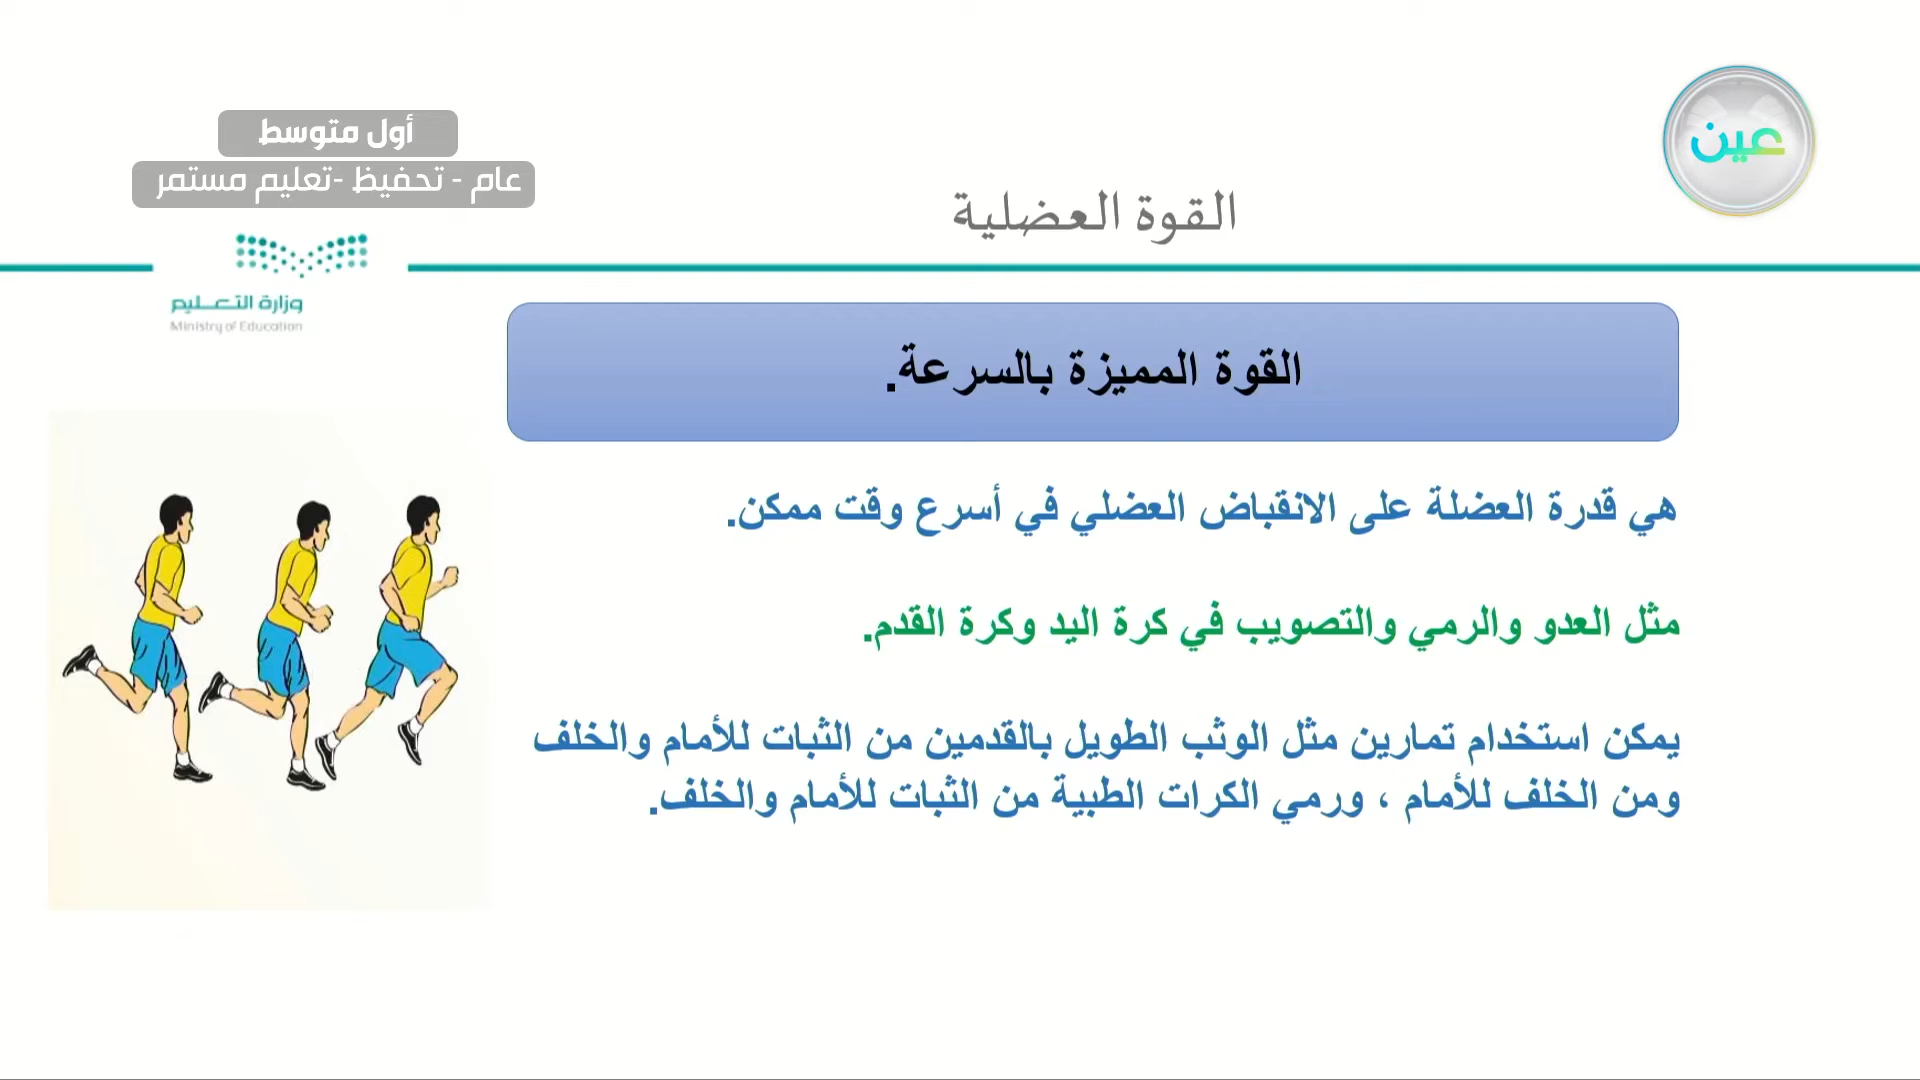 عين
أول متوسط
عام - تحفيظ -تعليم مستمر
القوة العضلية
وزارة التعليم
Ministry of Education
القوة المميزة بالسرعة.
هي قدرة العضلة على الانقباض العضلي في أسرع وقت ممكن.
مثل العدو والرمي والتصويب في كرة اليد وكرة القدم.
يمكن استخدام تمارين مثل الوثب الطويل بالقدمين من الثبات للأمام والخلف
ومن الخلف للأمام ، ورمي الكرات الطبية من الثبات للأمام والخلف.